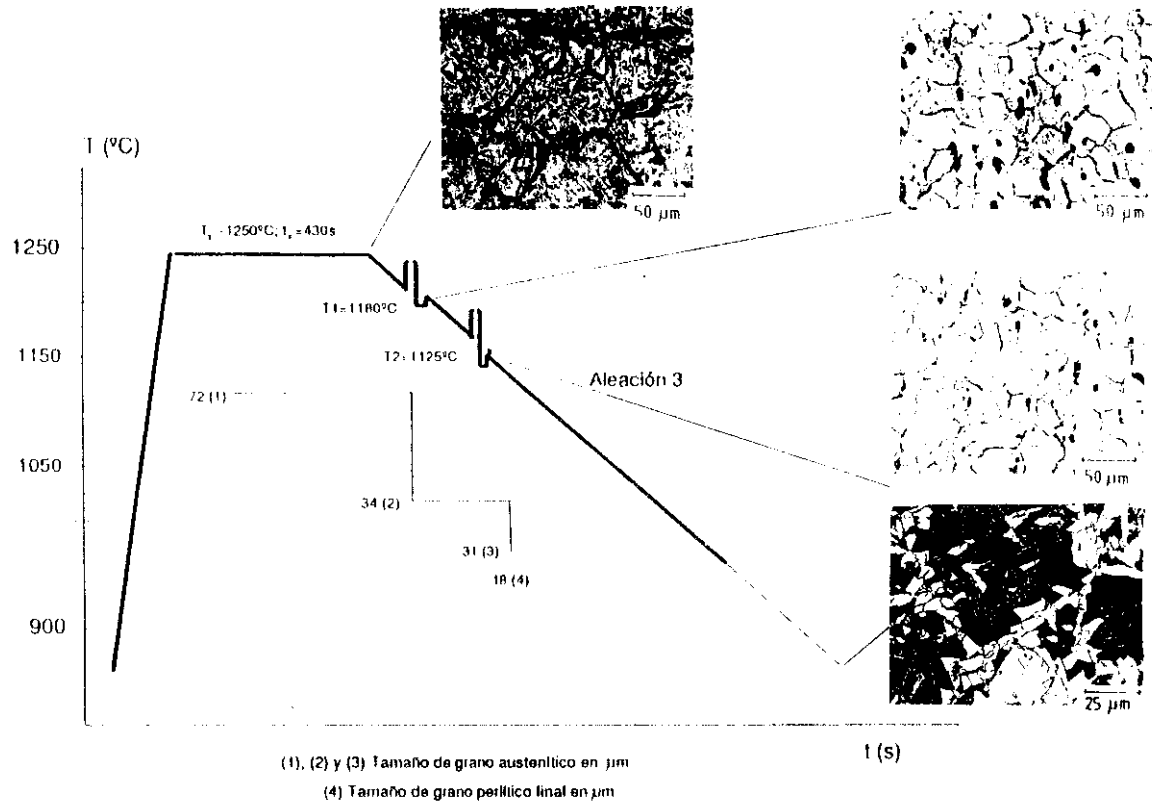 T (ºC)
50 µm
50 µm
1250
T, - 1250ºC; t, = 430s
T1=1180ºC
1150
T2=1125ºC
Aleación 3
72 (1)
1050
50 µm
34 (2)
31 (3)
18 (4)
900
25 µm
t (s)
(1), (2) y (3) Tamaño de grano austenítico en µm
(4) Tamaño de grano perlítico final en µm